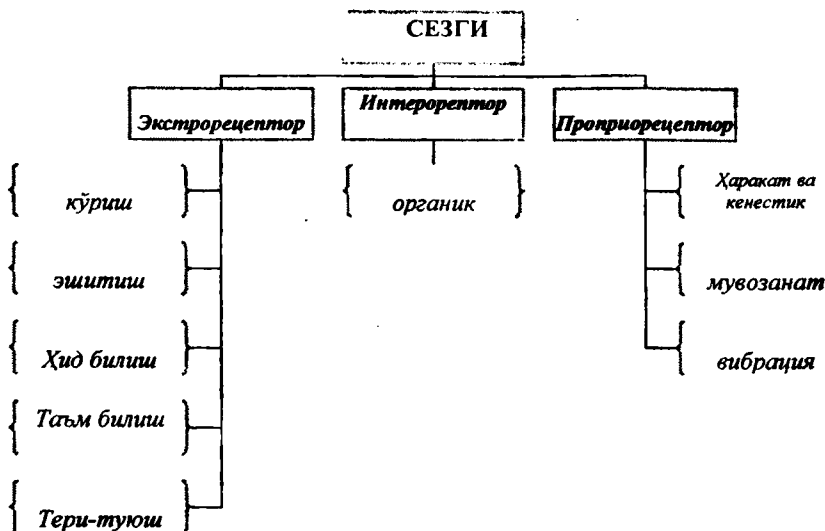 СЕЗГИ
Экстрорецептор
Интерорептор
Проприорецептор
кўриш
эшитиш
Ҳид билиш
Таъм билиш
Тери-туюш
органик
Ҳаракат ва
кенестик
мувозанат
вибрация